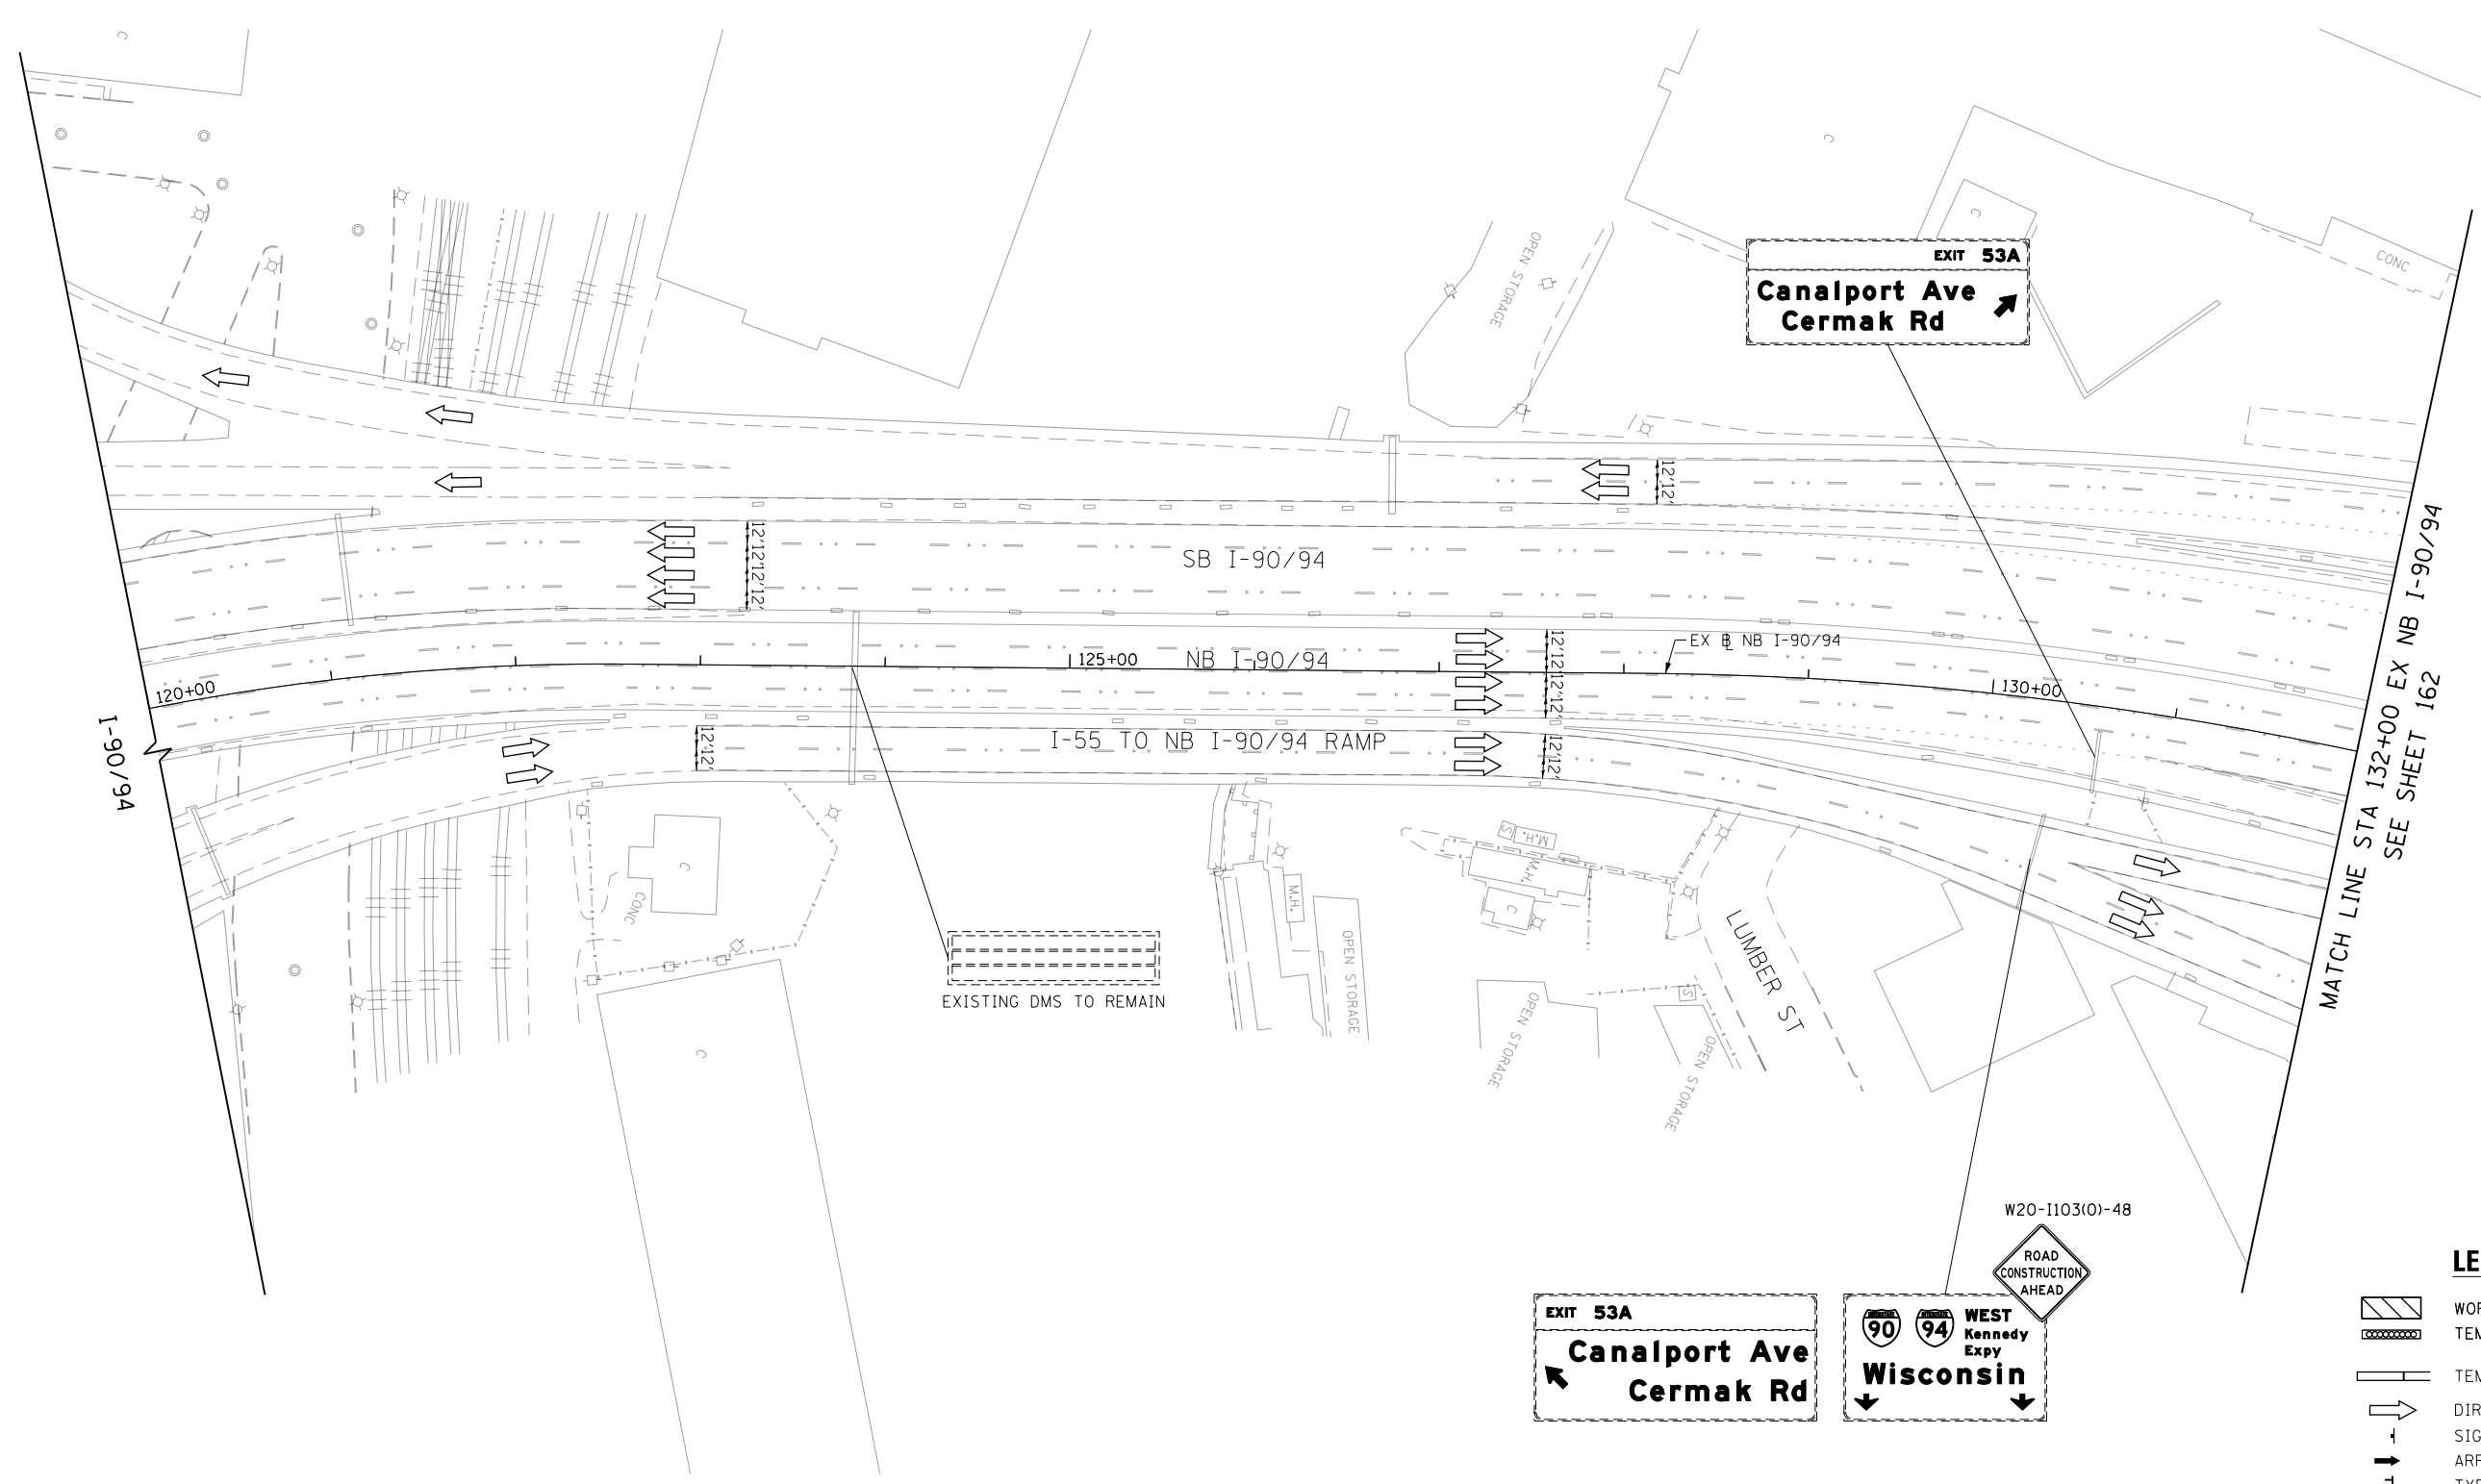 C
C
C
CONC
OPEN STORAGE
EXIT 53A
Canalport Ave
Cermak Rd
12' 12'
12' 12' 12' 12'
SB I-90/94
12' 12' 12' 12'
EX B NB I-90/94
125+00
NB I-90/94
120+00
130+00
I-90/94
12' 12'
I-55 TO NB I-90/94 RAMP
12' 12'
MATCH LINE STA 132+00 EX NB I-90/94
SEE SHEET 162
C
CONC
M.H.
S
M.H.
M.H.
C
LUMBER ST
OPEN STORAGE
OPEN STORAGE
S
OPEN STORAGE
EXISTING DMS TO REMAIN
C
W20-I103(O)-48
ROAD
CONSTRUCTION
AHEAD
EXIT 53A
Canalport Ave
Cermak Rd
INTERSTATE 90
INTERSTATE 94
WEST
Kennedy
Expy
Wisconsin
LE
WOR
TEM
TEM
DIR
SIG
ARR